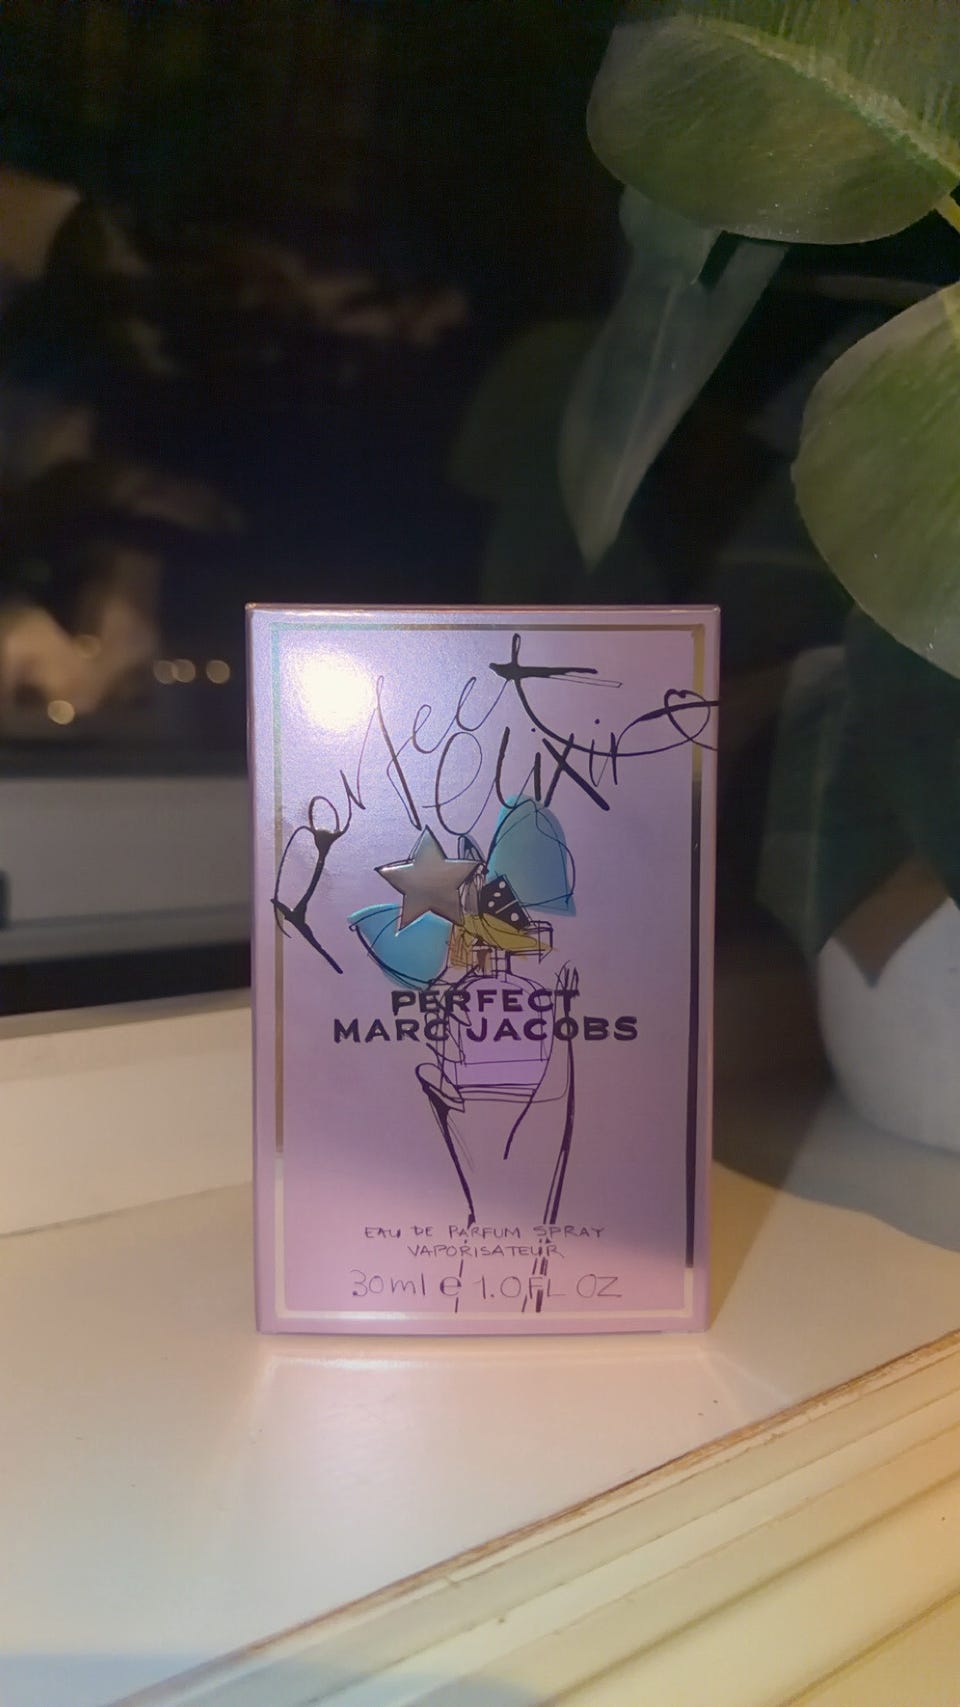 Perfect
elixir
PERFECT
MARC JACOBS
EAU DE PARFUM SPRAY
VAPORISATEUR
30ml e 1.0FL OZ